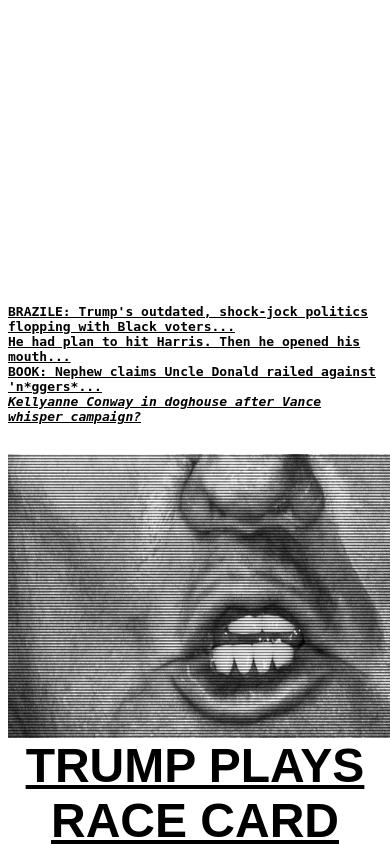 BRAZILE: Trump's outdated, shock-jock politics
flopping with Black voters...
He had plan to hit Harris. Then he opened his
mouth...
BOOK: Nephew claims Uncle Donald railed against
'n*ggers*...
Kellyanne Conway in doghouse after Vance
whisper campaign?
TRUMP PLAYS
RACE CARD